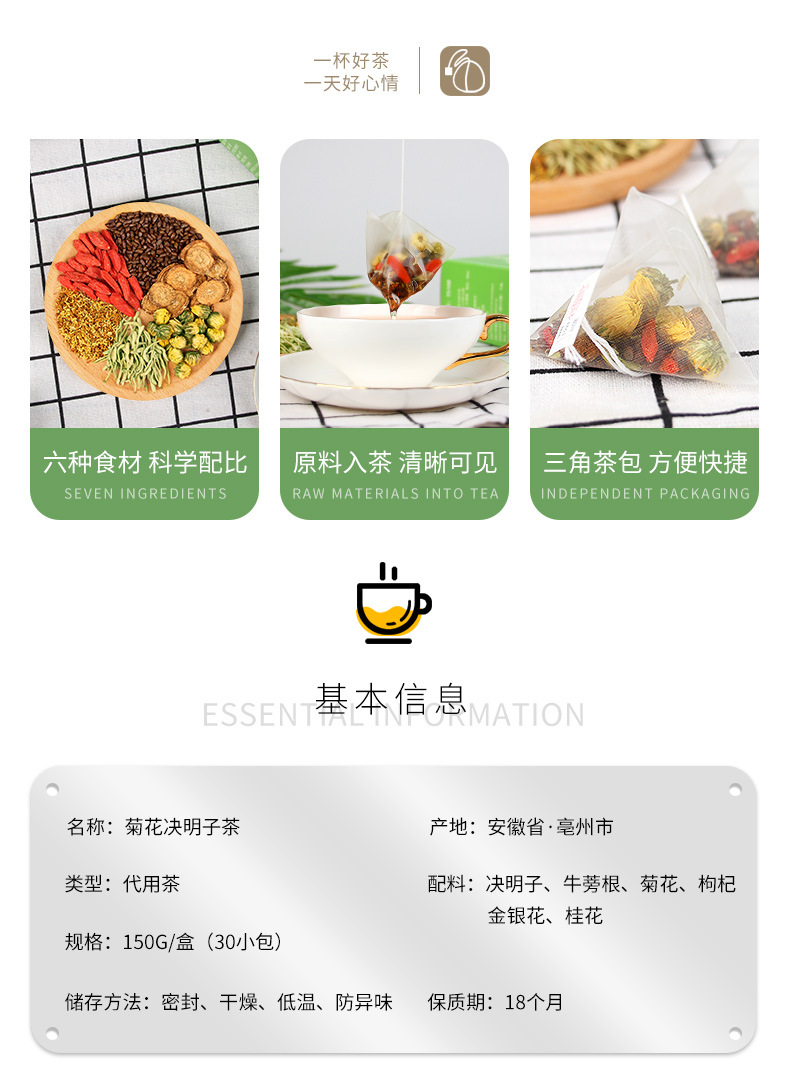 一杯好茶
一天好心情
六种食材 科学配比
SEVEN INGREDIENTS
原料入茶 清晰可见
RAW MATERIALS INTO TEA
三角茶包 方便快捷
INDEPENDENT PACKAGING
基本信息
ESSENTIAL INFORMATION
名称：菊花决明子茶
产地：安徽省·亳州市
类型：代用茶
配料：决明子、牛蒡根、菊花、枸杞
金银花、桂花
规格：150G/盒（30小包）
储存方法：密封、干燥、低温、防异味
保质期：18个月